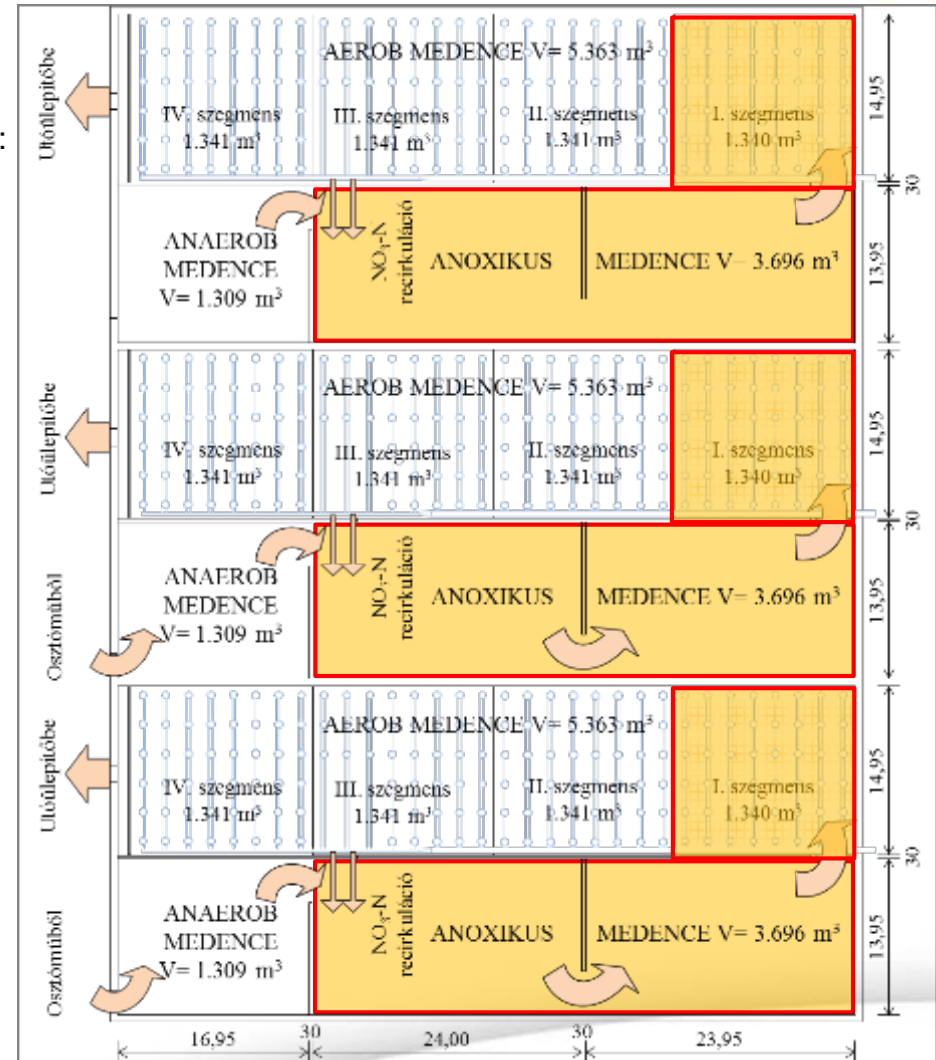 :
Utóülepítőbe
AEROB MEDENCE V= 5.363 m³
IV. szegmens
1.341 m³
III. szegmens
1.341 m³
II. szegmens
1.341 m³
I. szegmens
1.340 m³
14,95
30
ANAEROB
MEDENCE
V= 1.309 m³
NO₃-N
recirkuláció
ANOXIKUS
MEDENCE V= 3.696 m³
13,95
Utóülepítőbe
AEROB MEDENCE V= 5.363 m³
IV. szegmens
1.341 m³
III. szegmens
1.341 m³
II. szegmens
1.341 m³
I. szegmens
1.340 m³
14,95
30
Osztóműből
ANAEROB
MEDENCE
V= 1.309 m³
NO₃-N
recirkuláció
ANOXIKUS
MEDENCE V= 3.696 m³
13,95
Utóülepítőbe
AEROB MEDENCE V= 5.363 m³
IV. szegmens
1.341 m³
III. szegmens
1.341 m³
II. szegmens
1.341 m³
I. szegmens
1.340 m³
14,95
30
Osztóműből
ANAEROB
MEDENCE
V= 1.309 m³
NO₃-N
recirkuláció
ANOXIKUS
MEDENCE V= 3.696 m³
13,95
16,95
30
24,00
30
23,95